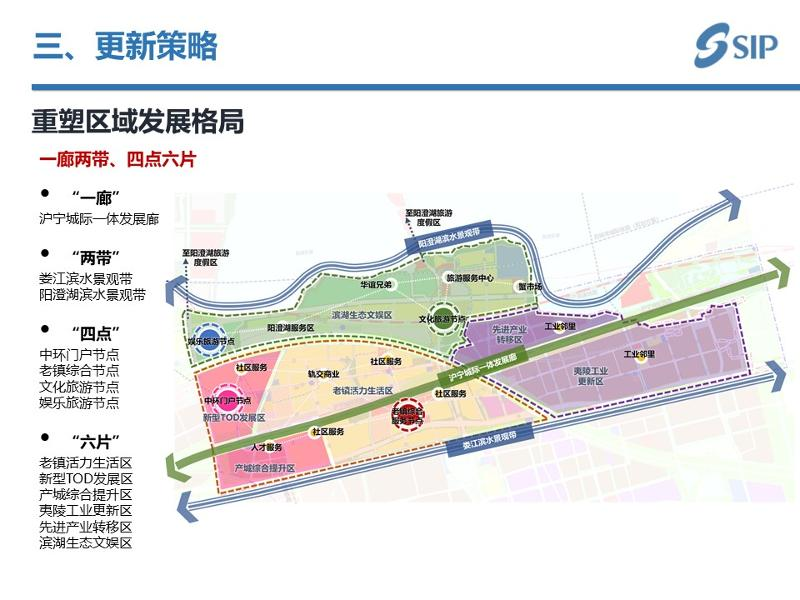 三、更新策略
SIP
重塑区域发展格局
一廊两带、四点六片
• “一廊”
沪宁城际一体发展廊
• “两带”
娄江滨水景观带
阳澄湖滨水景观带
• “四点”
中环门户节点
老镇综合节点
文化旅游节点
娱乐旅游节点
• “六片”
老镇活力生活区
新型TOD发展区
产城综合提升区
夷陵工业更新区
先进产业转移区
滨湖生态文娱区
至阳澄湖旅游
度假区
阳澄湖滨水景观带
至阳澄湖旅游
度假区
华谊兄弟
旅游服务中心
蟹市场
滨湖生态文娱区
阳澄湖服务区
文化旅游节点
娱乐旅游节点
先进产业
转移区
工业邻里
工业邻里
社区服务
社区服务
轨交商业
沪宁城际一体发展廊
夷陵工业
更新区
老镇活力生活区
社区服务
中环门户节点
新型TOD发展区
老镇综合
服务节点
社区服务
人才服务
娄江滨水景观带
产城综合提升区